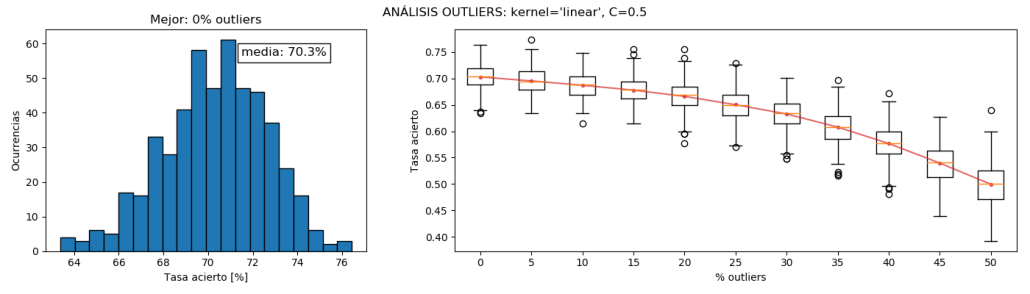 ANÁLISIS OUTLIERS: kernel='linear', C=0.5
Mejor: 0% outliers
media: 70.3%
Ocurrencias
60
50
40
30
20
10
0
64 66 68 70 72 74 76
Tasa acierto [%]
Tasa acierto
0.75
0.70
0.65
0.60
0.55
0.50
0.45
0.40
0 5 10 15 20 25 30 35 40 45 50
% outliers